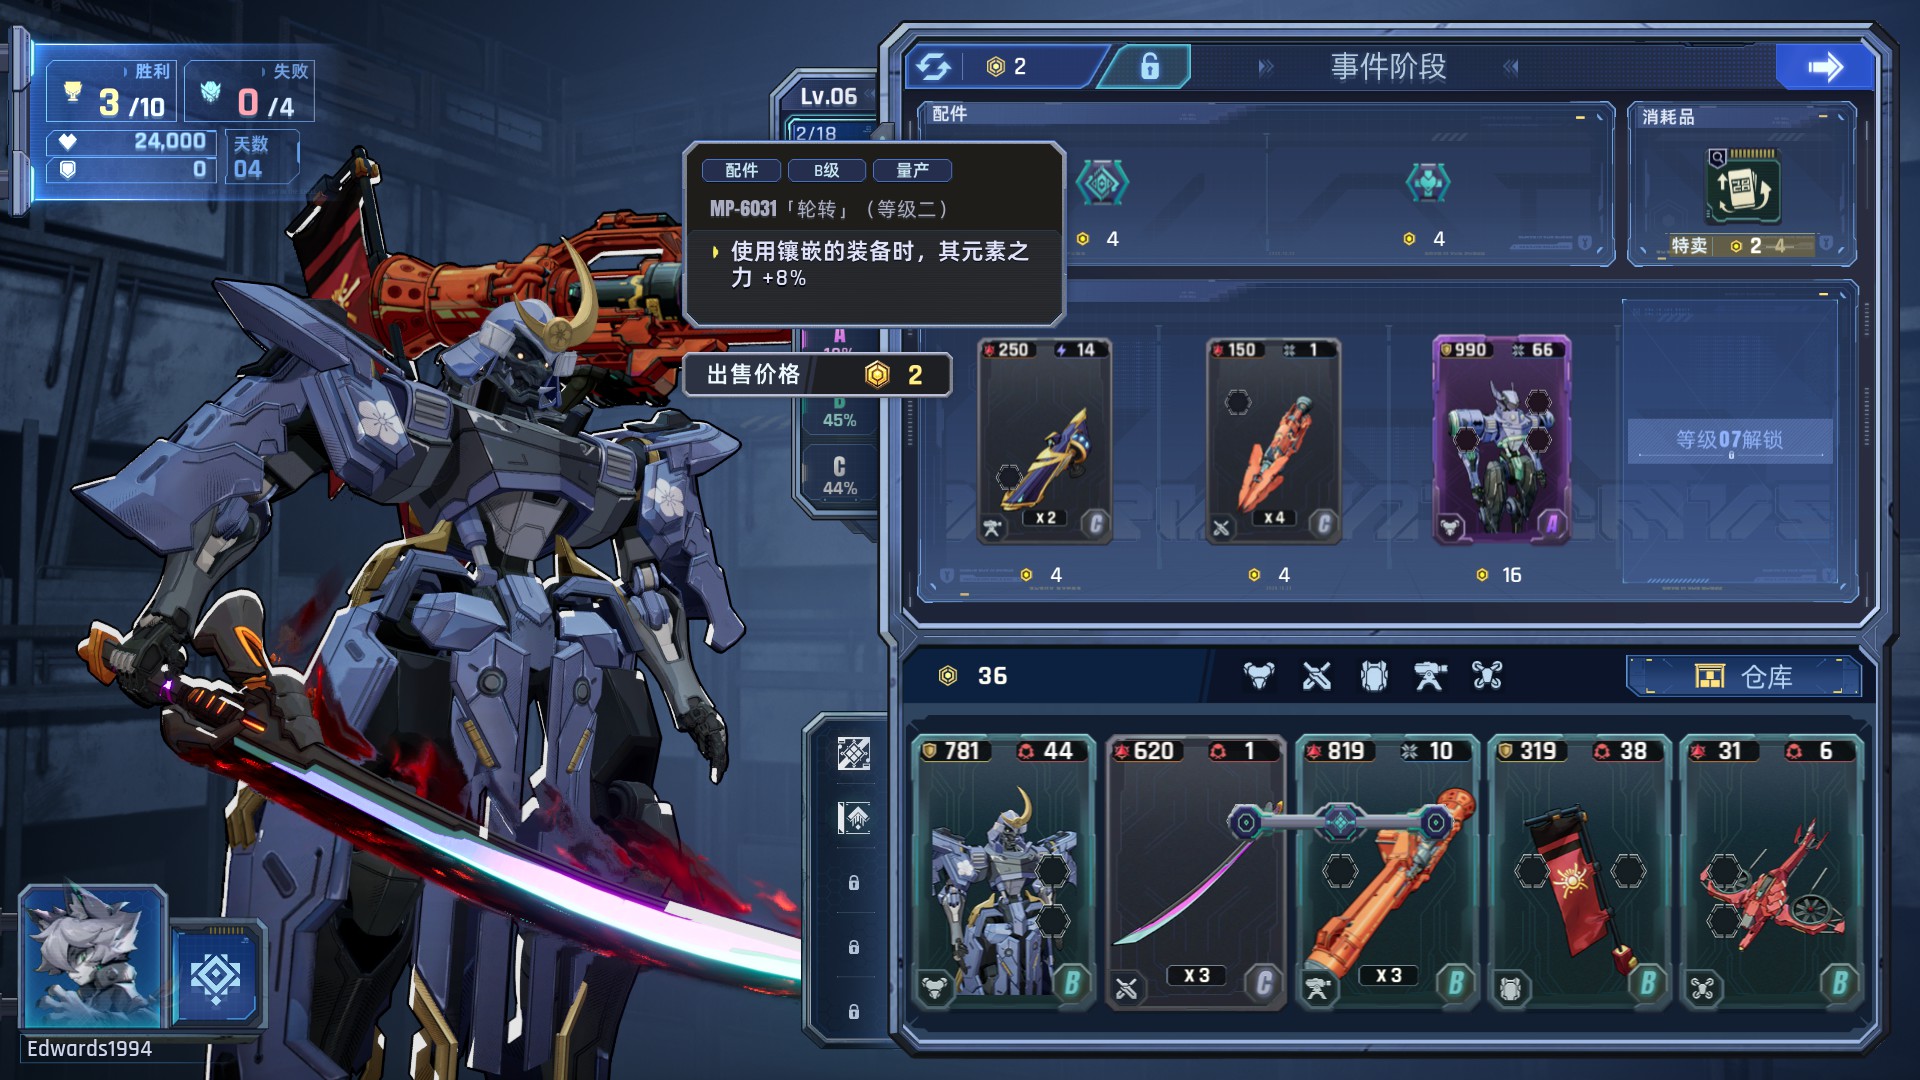 胜利
3 /10
失败
0 /4
24,000
0
天数
04
Lv.06
2/18
配件
B级
量产
MP-6031「轮转」（等级二）
使用镶嵌的装备时，其元素之
力 +8%
出售价格
2
A
45%
C
44%
2
事件阶段
配件
4
4
消耗品
特卖
2 4
250
14
x2
C
4
150
1
x4
C
4
990
66
A
16
等级07解锁
36
仓库
781
44
B
620
1
x3
C
819
10
x3
B
319
38
B
31
6
B
Edwards1994